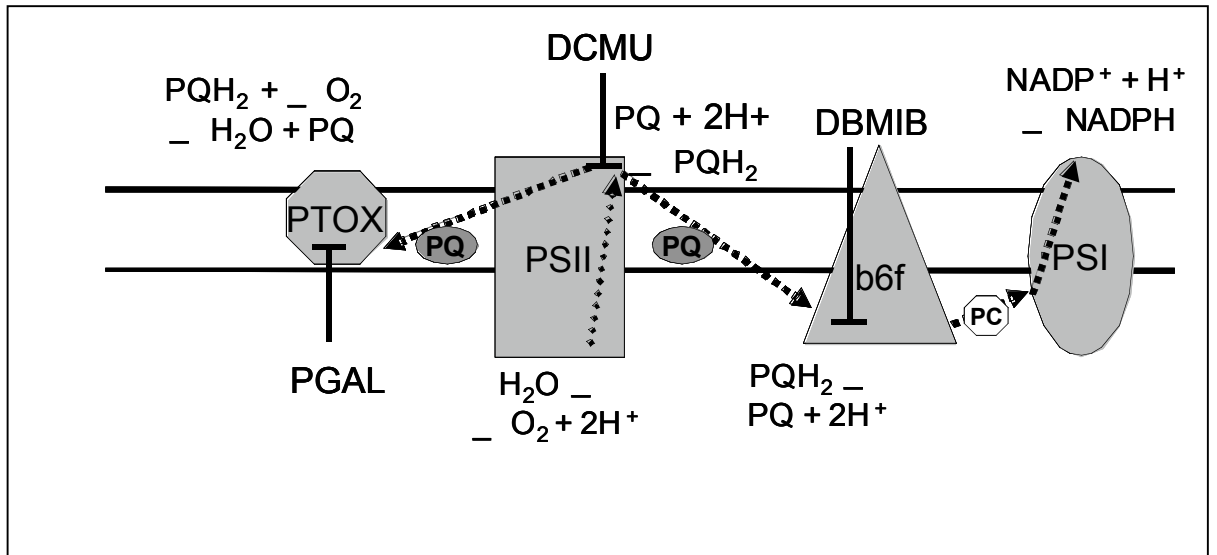 DCMU
PQH₂ + _ O₂
_ H₂O + PQ
PQ + 2H+
_ PQH₂
DBMIB
NADP⁺ + H⁺
_ NADPH
PTOX
PQ
PSII
PQ
b6f
PSI
PC
PGAL
H₂O _
_ O₂ + 2H⁺
PQH₂ _
PQ + 2H⁺